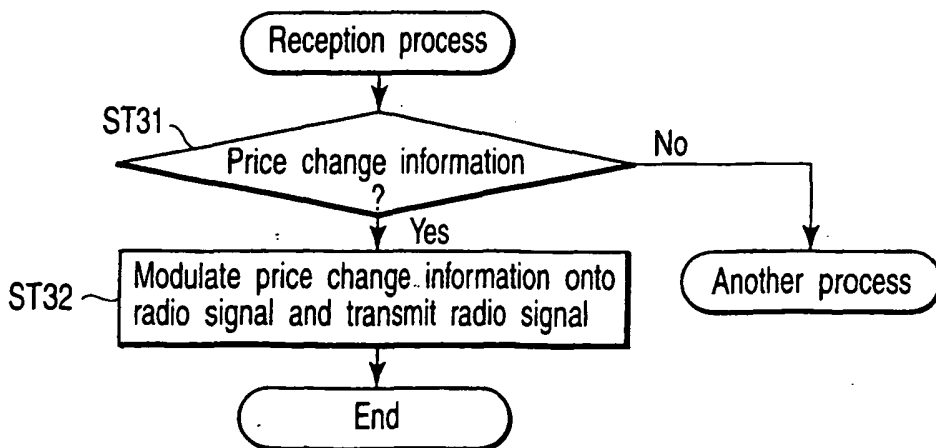 Reception process
ST31
Price change information
?
No
Yes
ST32
Modulate price change information onto
radio signal and transmit radio signal
Another process
End